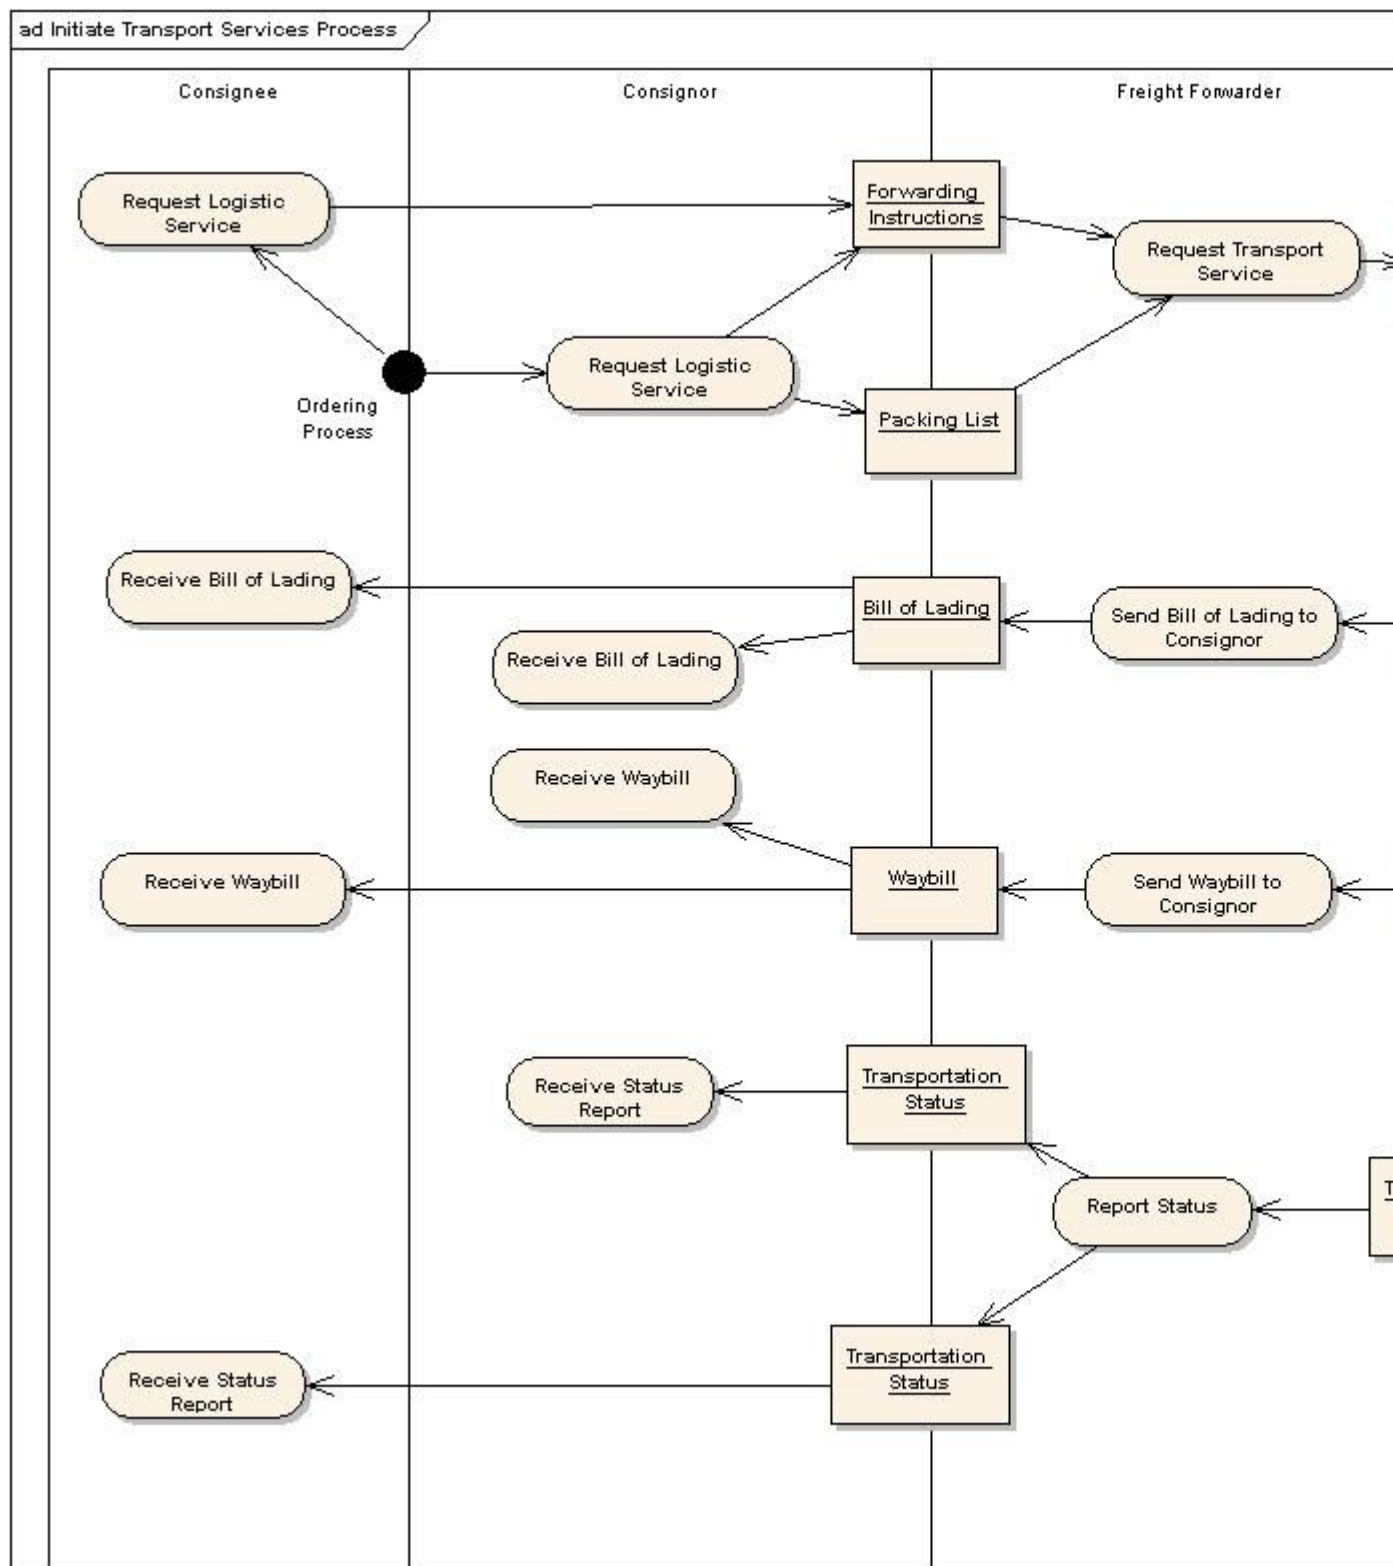 ad Initiate Transport Services Process
Consignee
Consignor
Freight Forwarder
Request Logistic
Service
Forwarding
Instructions
Request Transport
Service
Ordering
Process
Request Logistic
Service
Packing List
Receive Bill of Lading
Bill of Lading
Send Bill of Lading to
Consignor
Receive Bill of Lading
Receive Waybill
Receive Waybill
Waybill
Send Waybill to
Consignor
Receive Status
Report
Transportation
Status
Report Status
Receive Status
Report
Transportation
Status